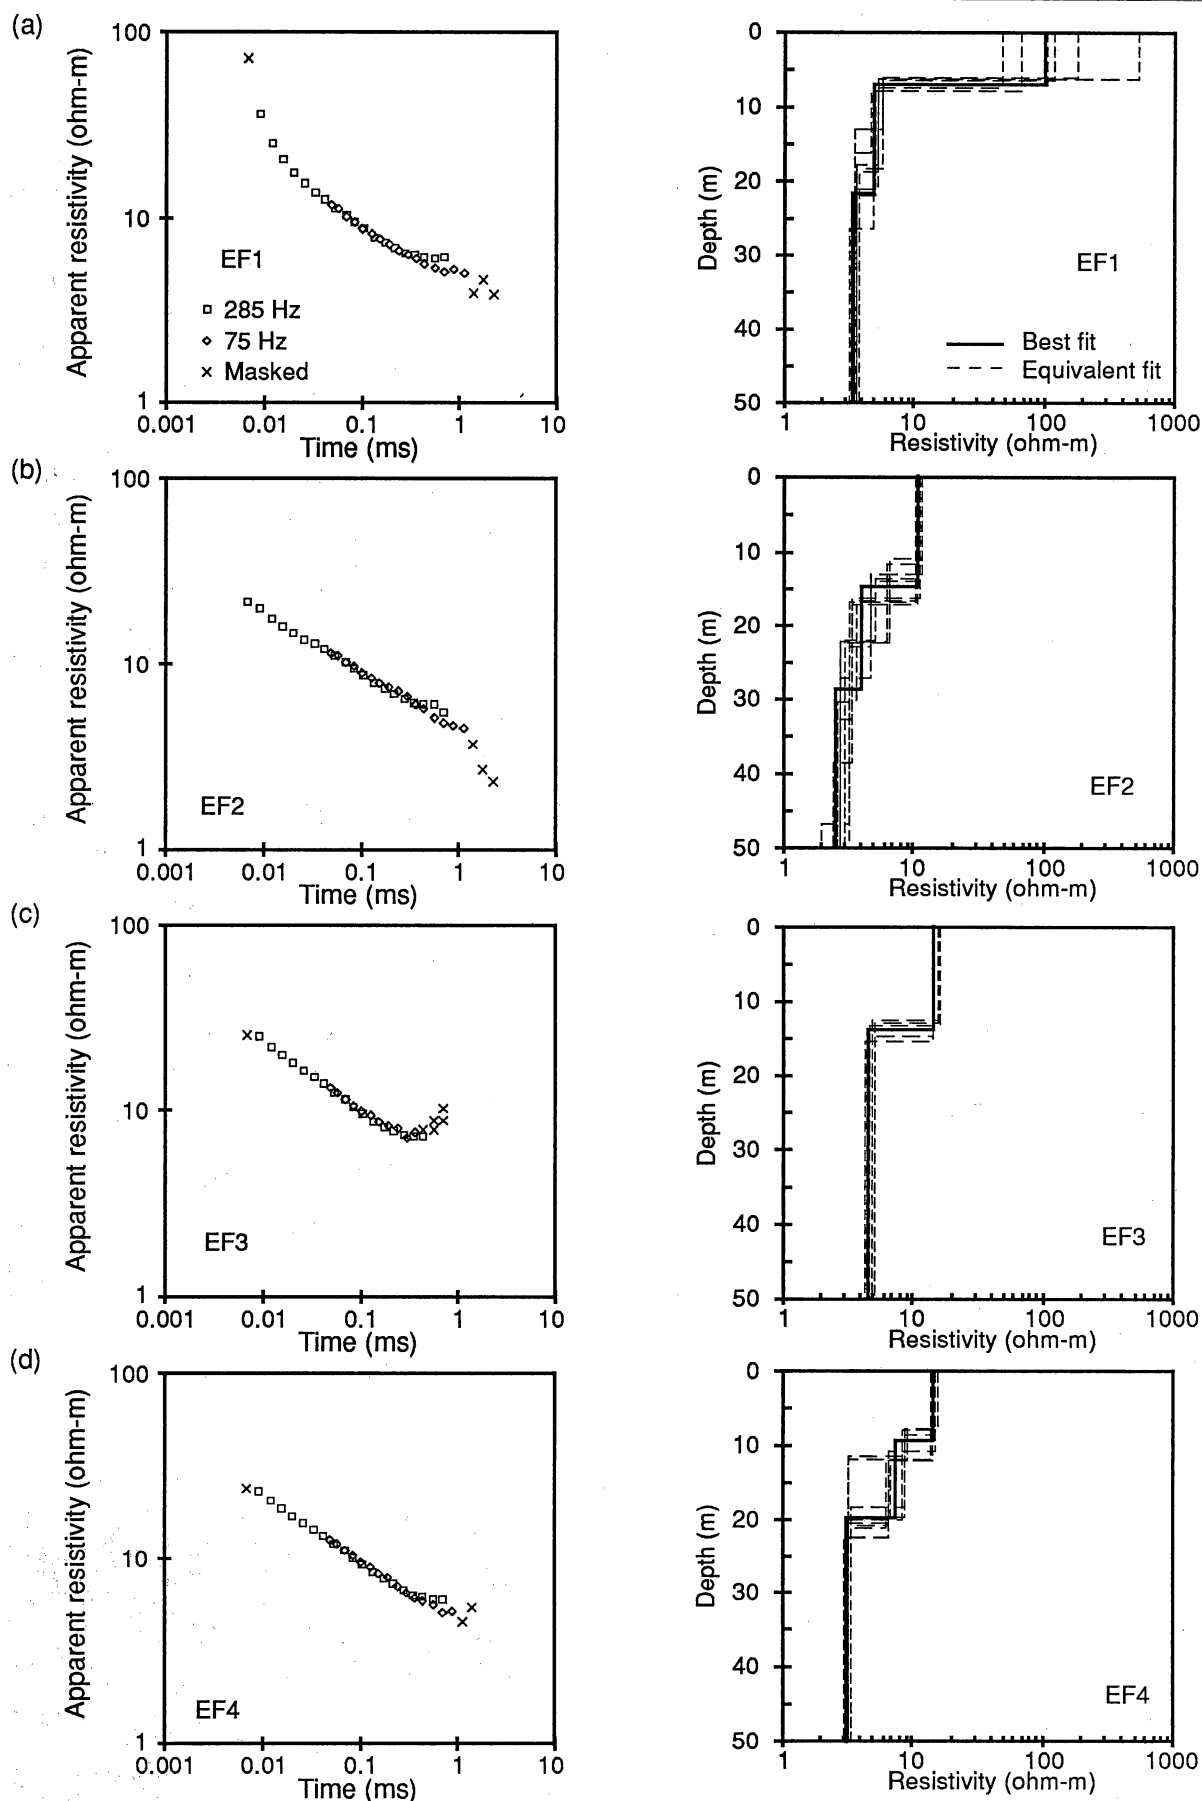 (a)
Apparent resistivity (ohm-m)
100
10
1
0.001 0.01 0.1 1 10
Time (ms)
EF1
285 Hz
75 Hz
Masked
Depth (m)
0
10
20
30
40
50
1 10 100 1000
Resistivity (ohm-m)
EF1
Best fit
Equivalent fit
(b)
Apparent resistivity (ohm-m)
100
10
1
0.001 0.01 0.1 1 10
Time (ms)
EF2
Depth (m)
0
10
20
30
40
50
1 10 100 1000
Resistivity (ohm-m)
EF2
(c)
Apparent resistivity (ohm-m)
100
10
1
0.001 0.01 0.1 1 10
Time (ms)
EF3
Depth (m)
0
10
20
30
40
50
1 10 100 1000
Resistivity (ohm-m)
EF3
(d)
Apparent resistivity (ohm-m)
100
10
1
0.001 0.01 0.1 1 10
Time (ms)
EF4
Depth (m)
0
10
20
30
40
50
1 10 100 1000
Resistivity (ohm-m)
EF4